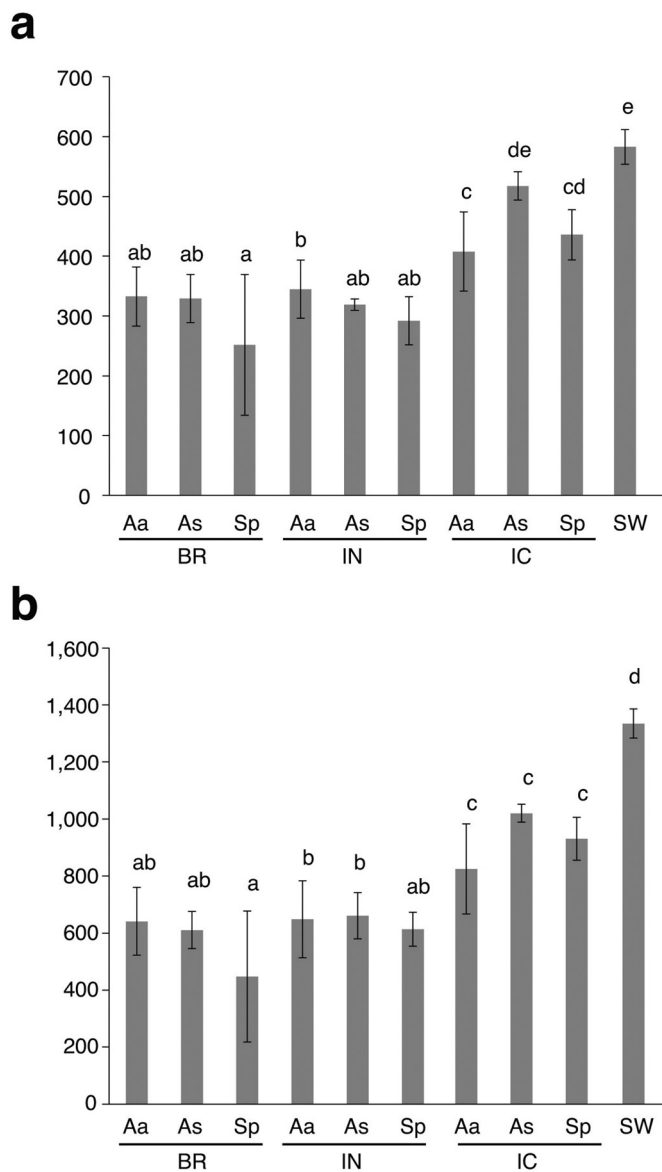 a
700
600
500
400
300
200
100
0
ab ab a b ab ab c de cd e
Aa As Sp Aa As Sp Aa As Sp SW
BR IN IC
b
1,600
1,400
1,200
1,000
800
600
400
200
0
ab ab a b b ab c c c d
Aa As Sp Aa As Sp Aa As Sp SW
BR IN IC